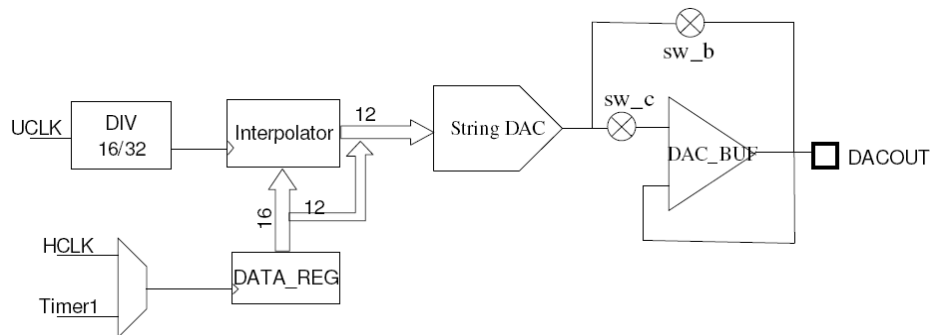 sw_b
sw_c
UCLK
DIV
16/32
Interpolator
12
String DAC
DAC_BUF
DACOUT
16
12
HCLK
Timer1
DATA_REG